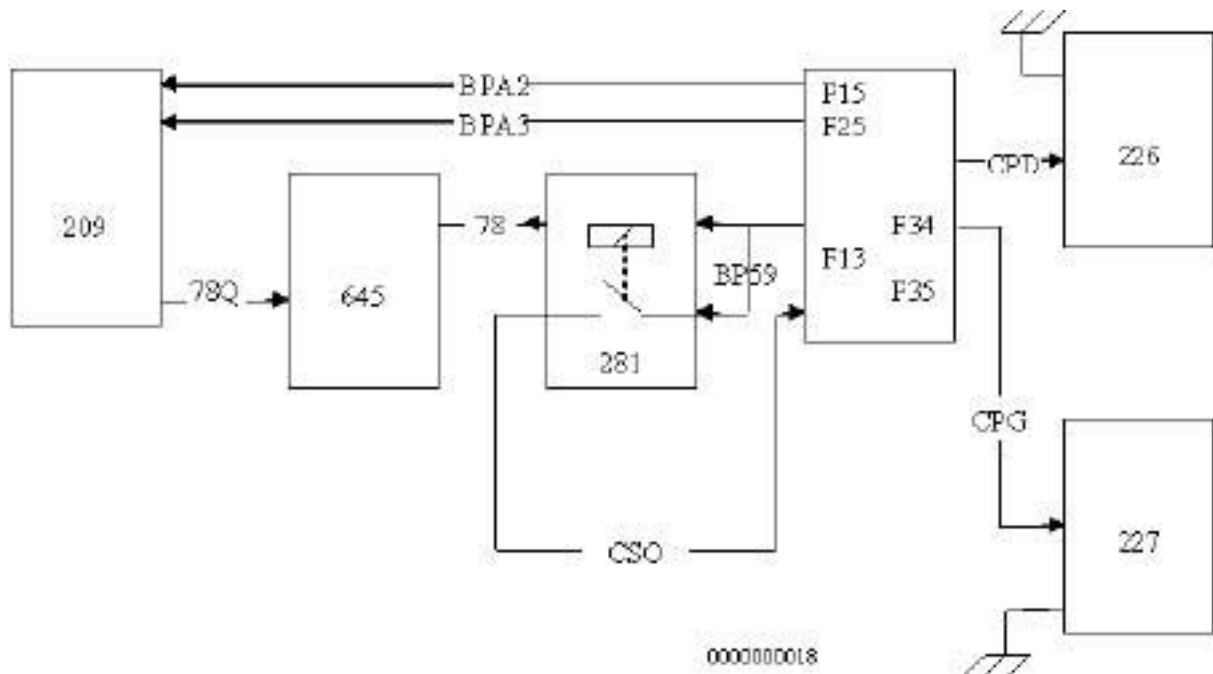 BPA2
F15
BPA3
F25
226
CPD
209
78
F34
BP59
F13
78Q
645
F35
281
CPG
CSO
227
0000000018